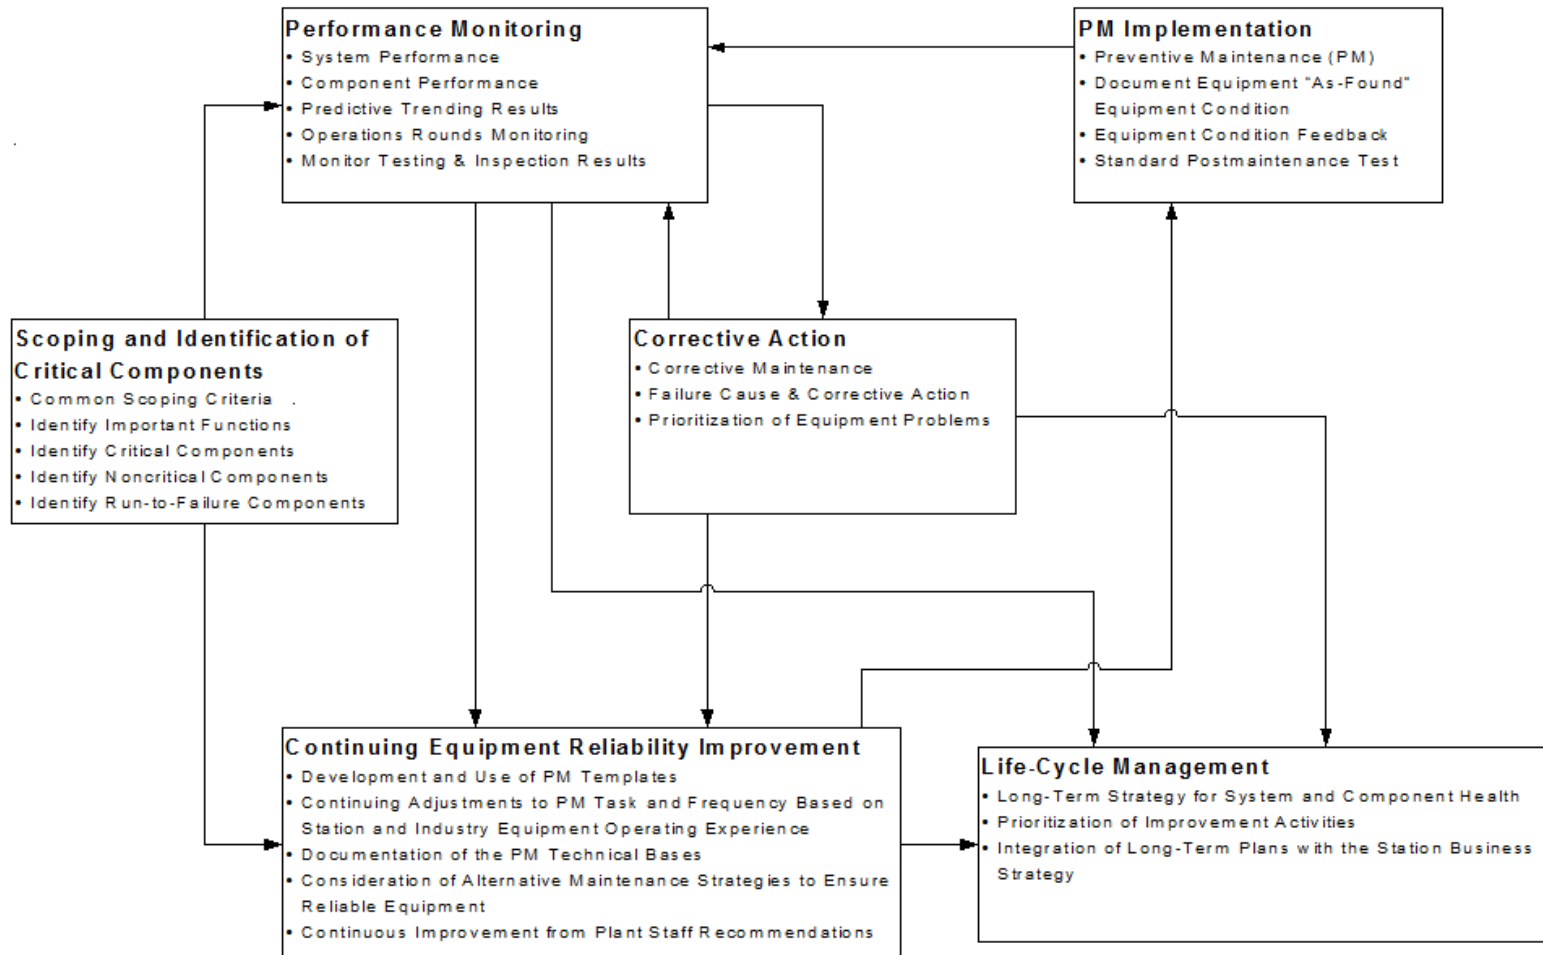 Performance Monitoring
• System Performance
• Component Performance
• Predictive Trending Results
• Operations Rounds Monitoring
• Monitor Testing & Inspection Results
PM Implementation
• Preventive Maintenance (PM)
• Document Equipment "As-Found"
Equipment Condition
• Equipment Condition Feedback
• Standard Postmaintenance Test
Scoping and Identification of
Critical Components
• Common Scoping Criteria .
• Identify Important Functions
• Identify Critical Components
• Identify Noncritical Components
• Identify Run-to-Failure Components
Corrective Action
• Corrective Maintenance
• Failure Cause & Corrective Action
• Prioritization of Equipment Problems
Continuing Equipment Reliability Improvement
• Development and Use of PM Templates
• Continuing Adjustments to PM Task and Frequency Based on
Station and Industry Equipment Operating Experience
• Documentation of the PM Technical Bases
• Consideration of Alternative Maintenance Strategies to Ensure
Reliable Equipment
• Continuous Improvement from Plant Staff Recommendations
Life-Cycle Management
• Long-Term Strategy for System and Component Health
• Prioritization of Improvement Activities
• Integration of Long-Term Plans with the Station Business
Strategy